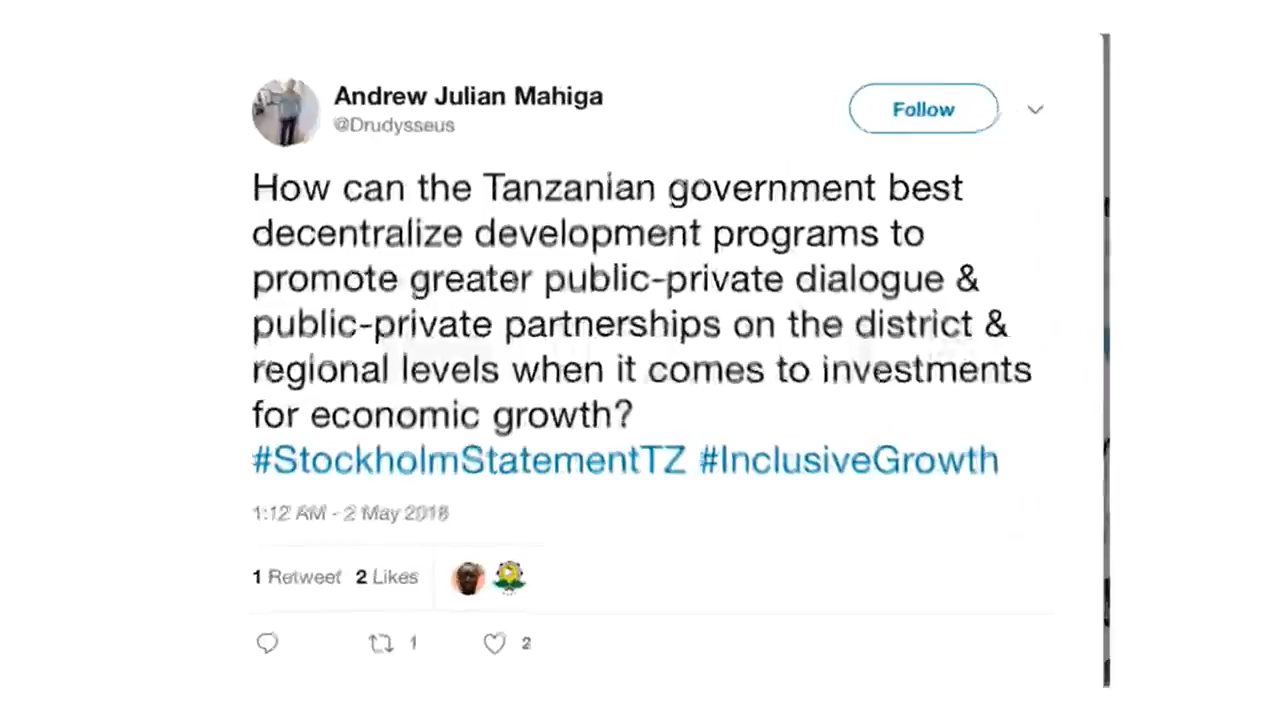 Andrew Julian Mahiga
@Drudysseus
Follow
How can the Tanzanian government best
decentralize development programs to
promote greater public-private dialogue &
public-private partnerships on the district &
regional levels when it comes to investments
for economic growth?
#StockholmStatementTZ #InclusiveGrowth
1:12 AM - 2 May 2018
1 Retweet 2 Likes
1 2